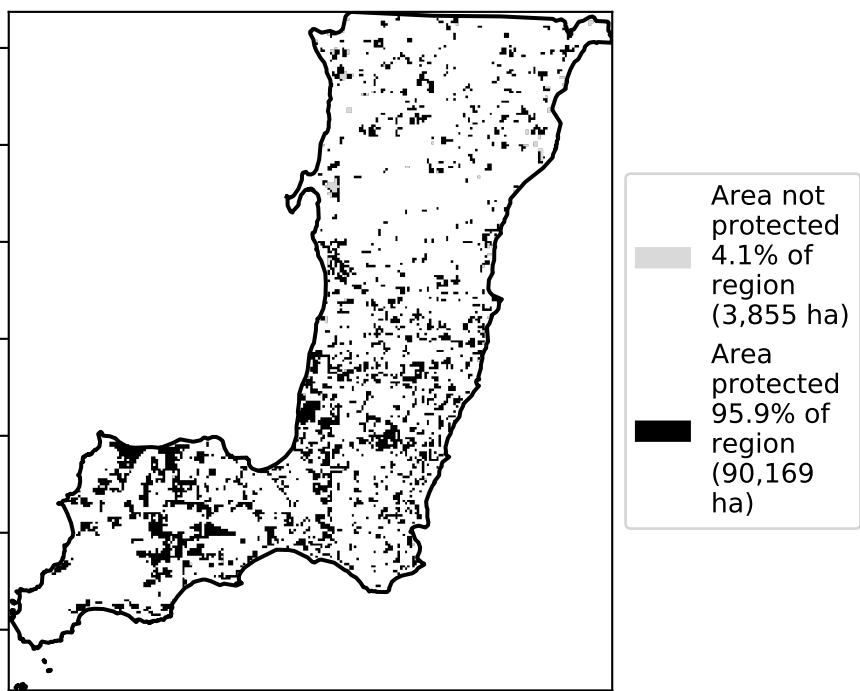 Area not
protected
4.1% of
region
(3,855 ha)
Area
protected
95.9% of
region
(90,169
ha)